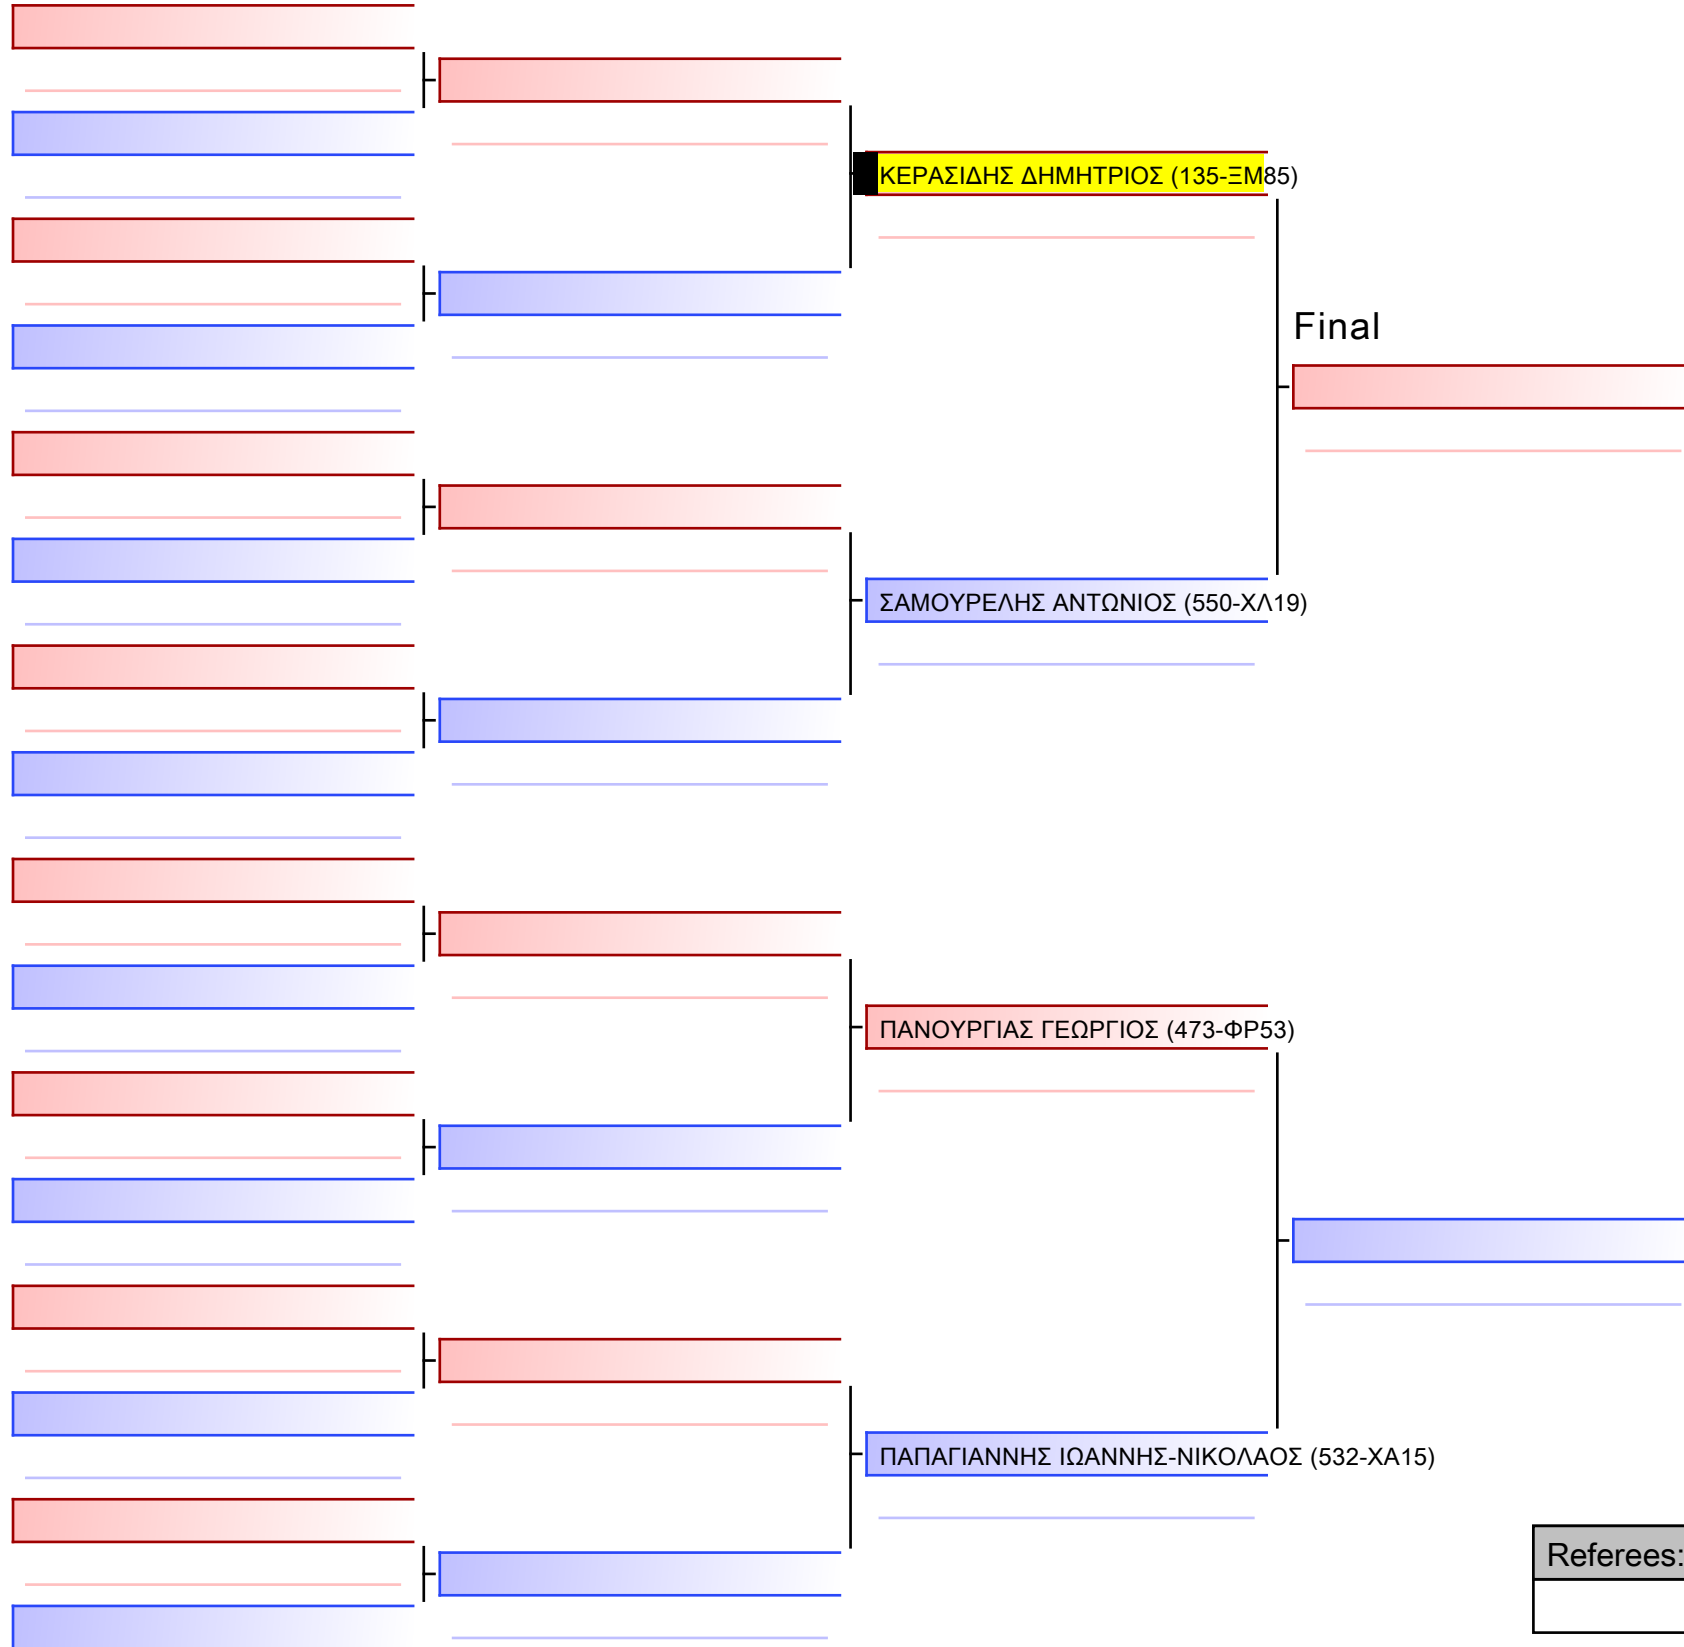 ΚΕΡΑΣΙΔΗΣ ΔΗΜΗΤΡΙΟΣ (135-ΞΜ85)
Final
ΣΑΜΟΥΡΕΛΗΣ ΑΝΤΩΝΙΟΣ (550-ΧΛ19)
ΠΑΝΟΥΡΓΙΑΣ ΓΕΩΡΓΙΟΣ (473-ΦΡ53)
ΠΑΠΑΓΙΑΝΝΗΣ ΙΩΑΝΝΗΣ-ΝΙΚΟΛΑΟΣ (532-ΧΑ15)
Referees: